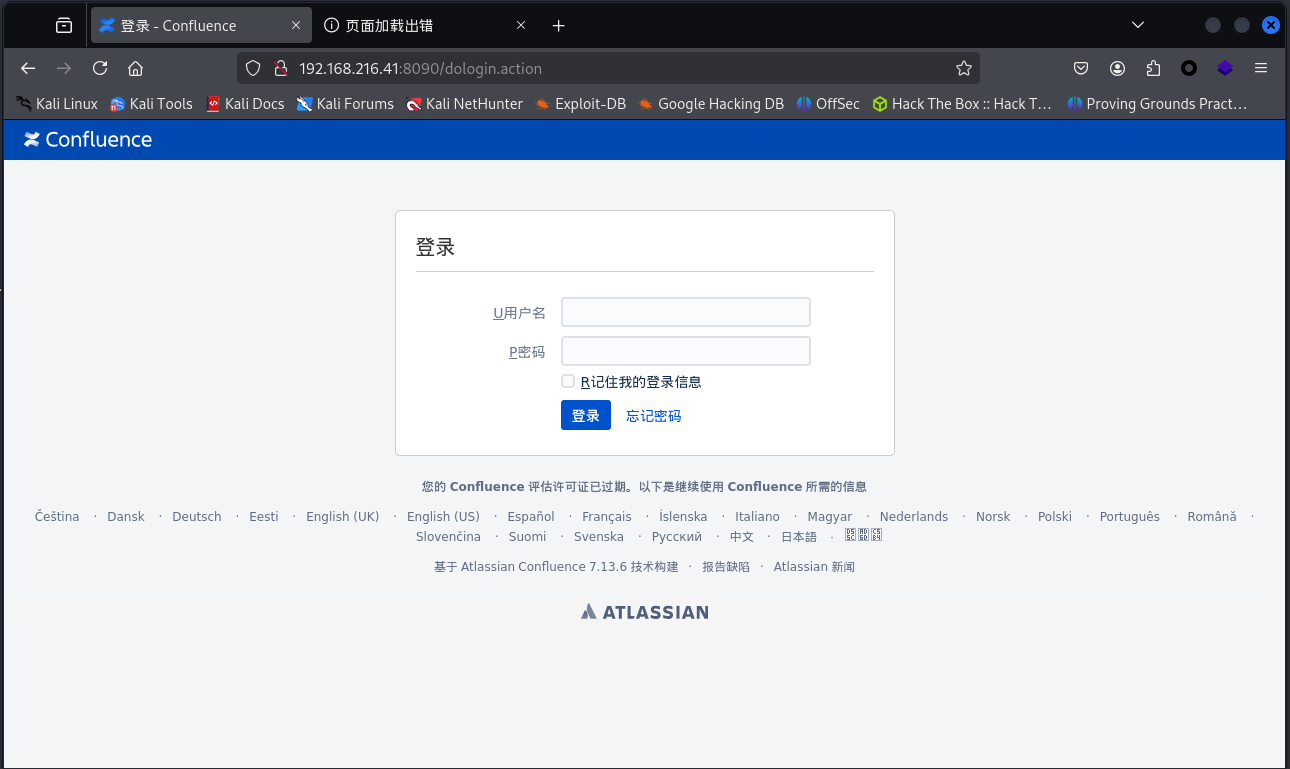 登录 - Confluence
页面加载出错
192.168.216.41:8090/dologin.action
Kali Linux Kali Tools Kali Docs Kali Forums Kali NetHunter Exploit-DB Google Hacking DB OffSec Hack The Box :: Hack T… Proving Grounds Pract…
Confluence
登录
U用户名
P密码
R记住我的登录信息
登录 忘记密码
您的 Confluence 评估许可证已过期。以下是继续使用 Confluence 所需的信息
Čeština · Dansk · Deutsch · Eesti · English (UK) · English (US) · Español · Français · Íslenska · Italiano · Magyar · Nederlands · Norsk · Polski · Português · Română ·
Slovenčina · Suomi · Svenska · Русский · 中文 · 日本語 ·
基于 Atlassian Confluence 7.13.6 技术构建 · 报告缺陷 · Atlassian 新闻
ATLASSIAN